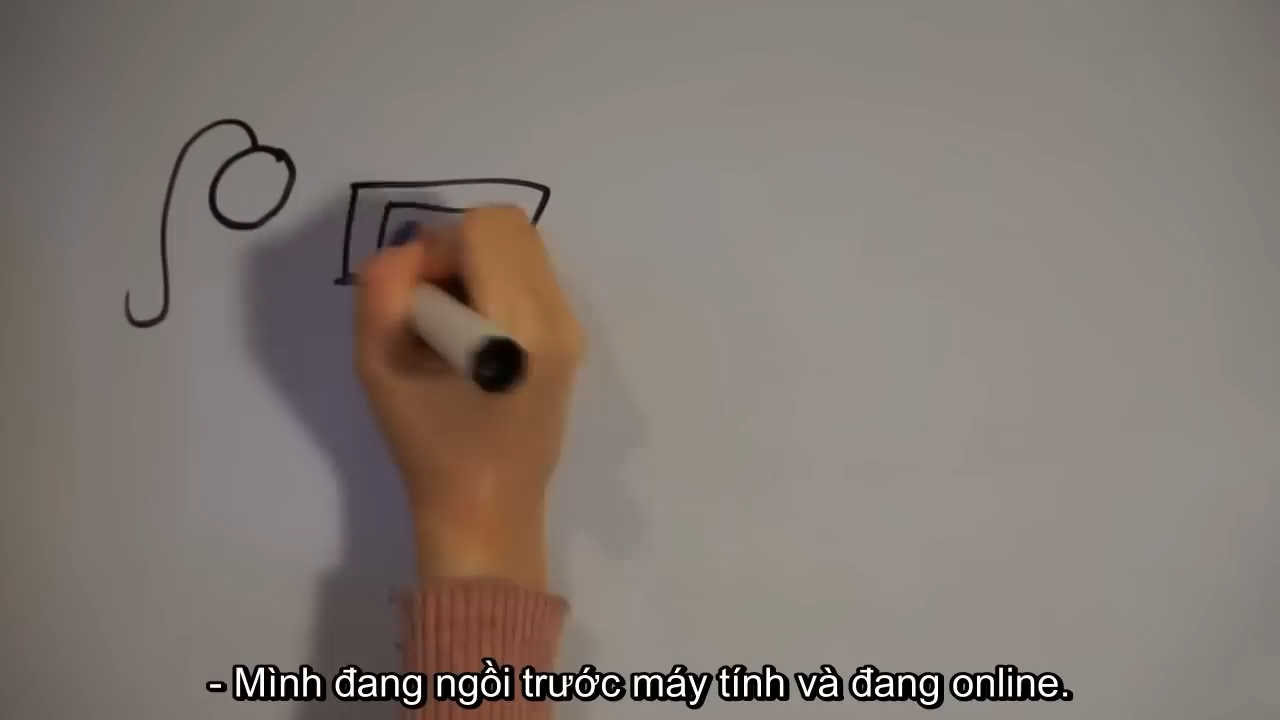 - Mình đang ngồi trước máy tính và đang online.